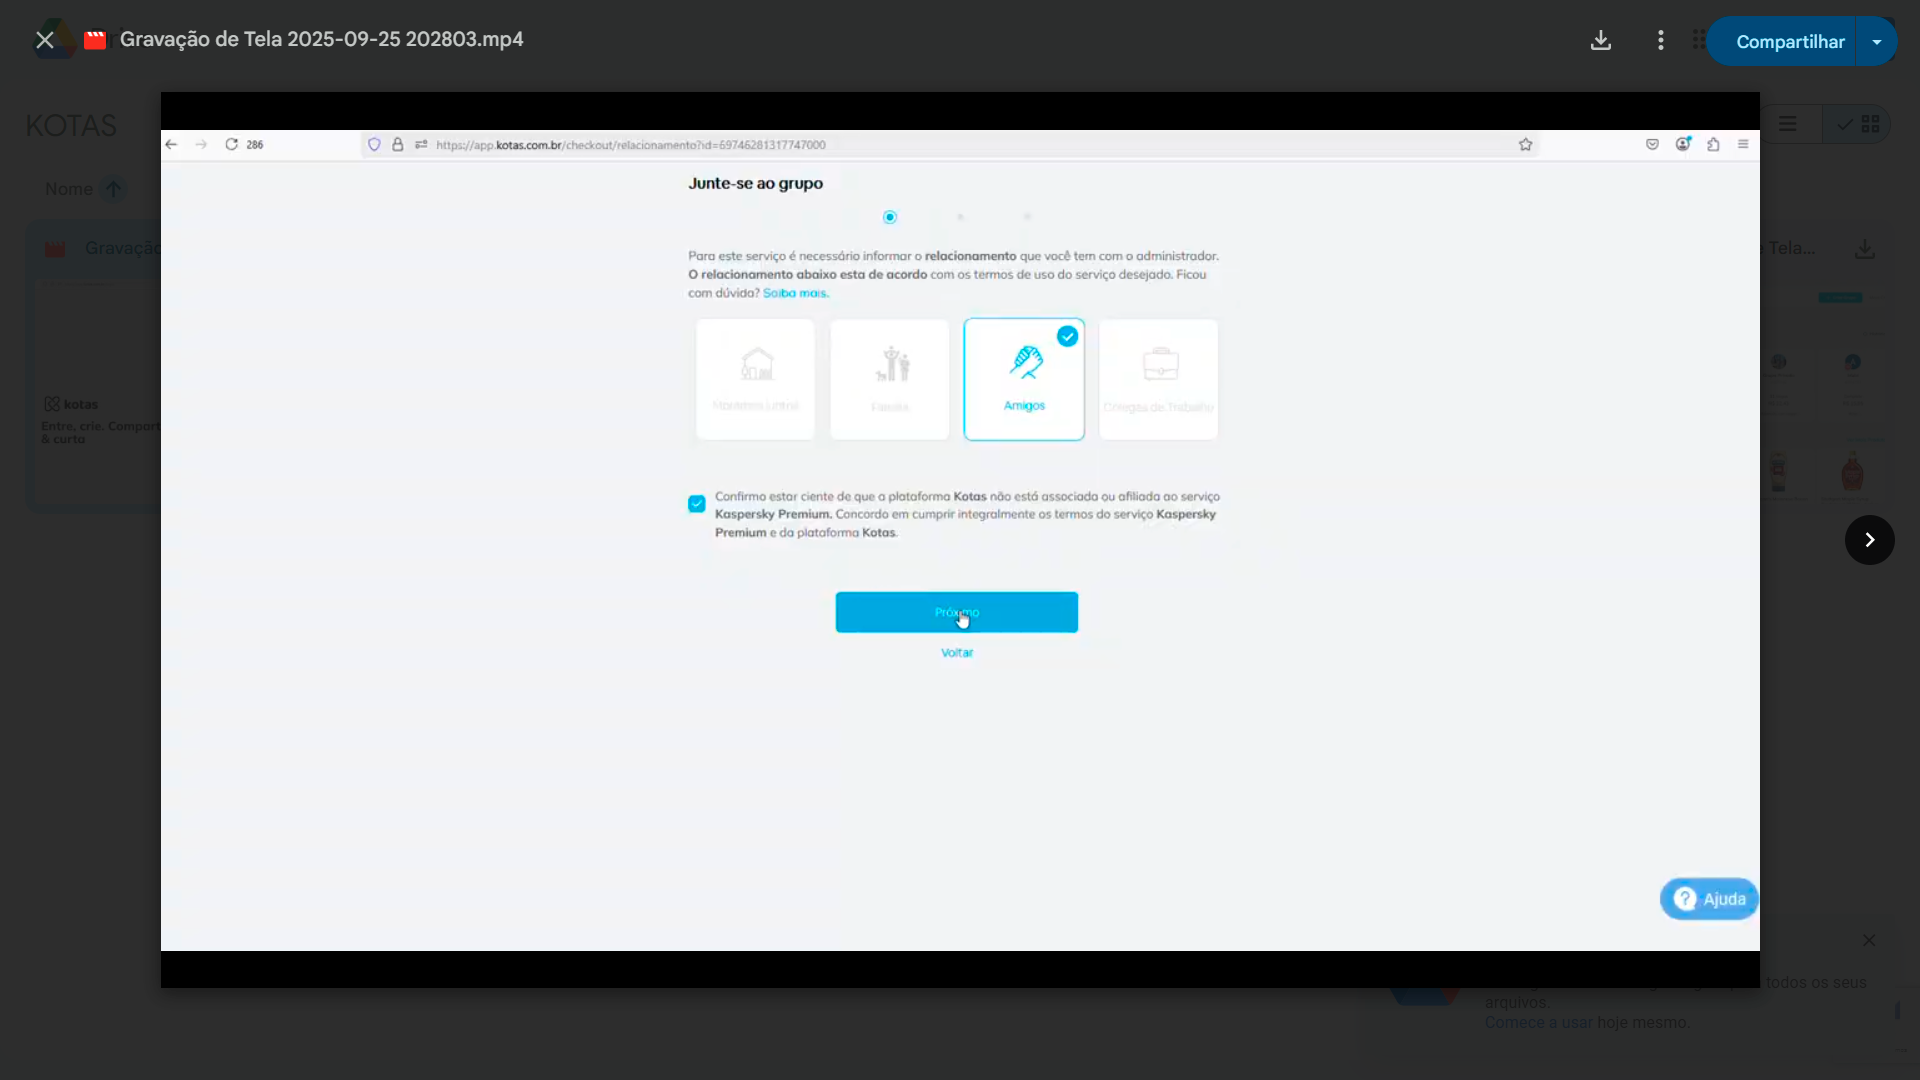 Gravação de Tela 2025-09-25 202803.mp4
Compartilhar
KOTAS
Nome
Gravação
e Tela...
kotas
Entre, crie. Compart
& curta
286
https://app.kotas.com.br/checkout/relacionamento?id=69746281317747000
Junte-se ao grupo
Para este serviço é necessário informar o relacionamento que você tem com o administrador.
O relacionamento abaixo esta de acordo com os termos de uso do serviço desejado. Ficou
com dúvida? Saiba mais.
Amigos
Colegas de Trabalho
Confirmo estar ciente de que a plataforma Kotas não está associada ou afiliada ao serviço
Kaspersky Premium. Concordo em cumprir integralmente os termos do serviço Kaspersky
Premium e da plataforma Kotas.
Próximo
Voltar
Ajuda
todos os seus
arquivos.
Comece a usar hoje mesmo.